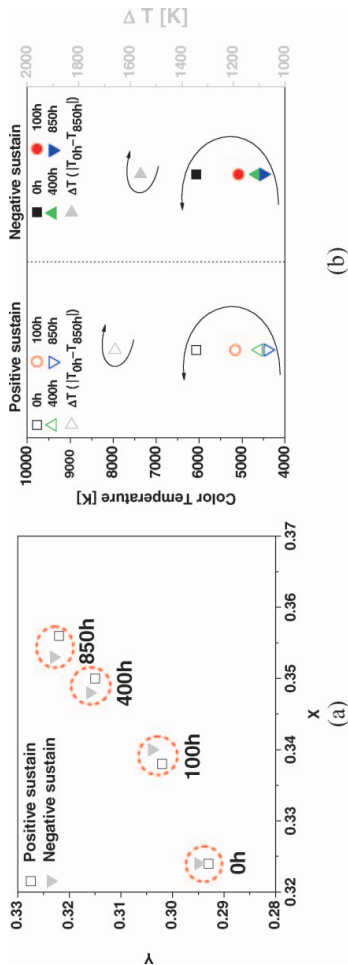 0.33
0.32
0.31
0.30
0.29
0.28
Y
Positive sustain
Negative sustain
850h
400h
100h
0h
0.32
0.33
0.34
0.35
0.36
0.37
X
(a)
Positive sustain
Negative sustain
0h
100h
400h
850h
Δ T (|T0h–T850h|)
0h
100h
400h
850h
Δ T (|T0h–T850h|)
10000
9000
8000
7000
6000
5000
4000
Color Temperature [K]
2000
1800
1600
1400
1200
1000
Δ T [K]
(b)